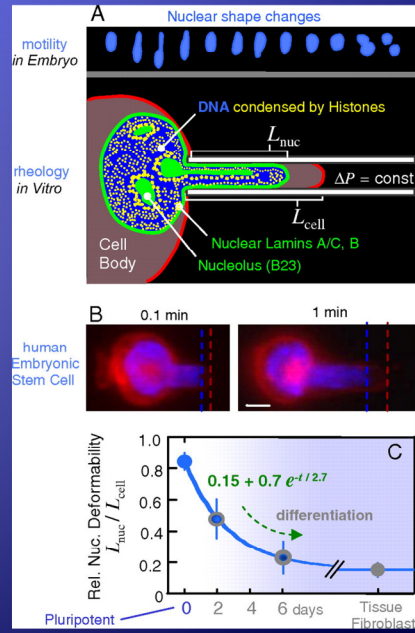 A
Nuclear shape changes
motility
in Embryo
DNA condensed by Histones
L nuc
rheology
in Vitro
ΔP = const
L cell
Cell
Body
Nuclear Lamins A/C, B
Nucleolus (B23)
B
0.1 min
1 min
human
Embryonic
Stem Cell
C
Rel. Nuc. Deformability
L nuc / L cell
1.0
0.8
0.6
0.4
0.2
0.15 + 0.7 e^-t / 2.7
differentiation
0
2
4
6 days
Tissue
Fibroblast
Pluripotent